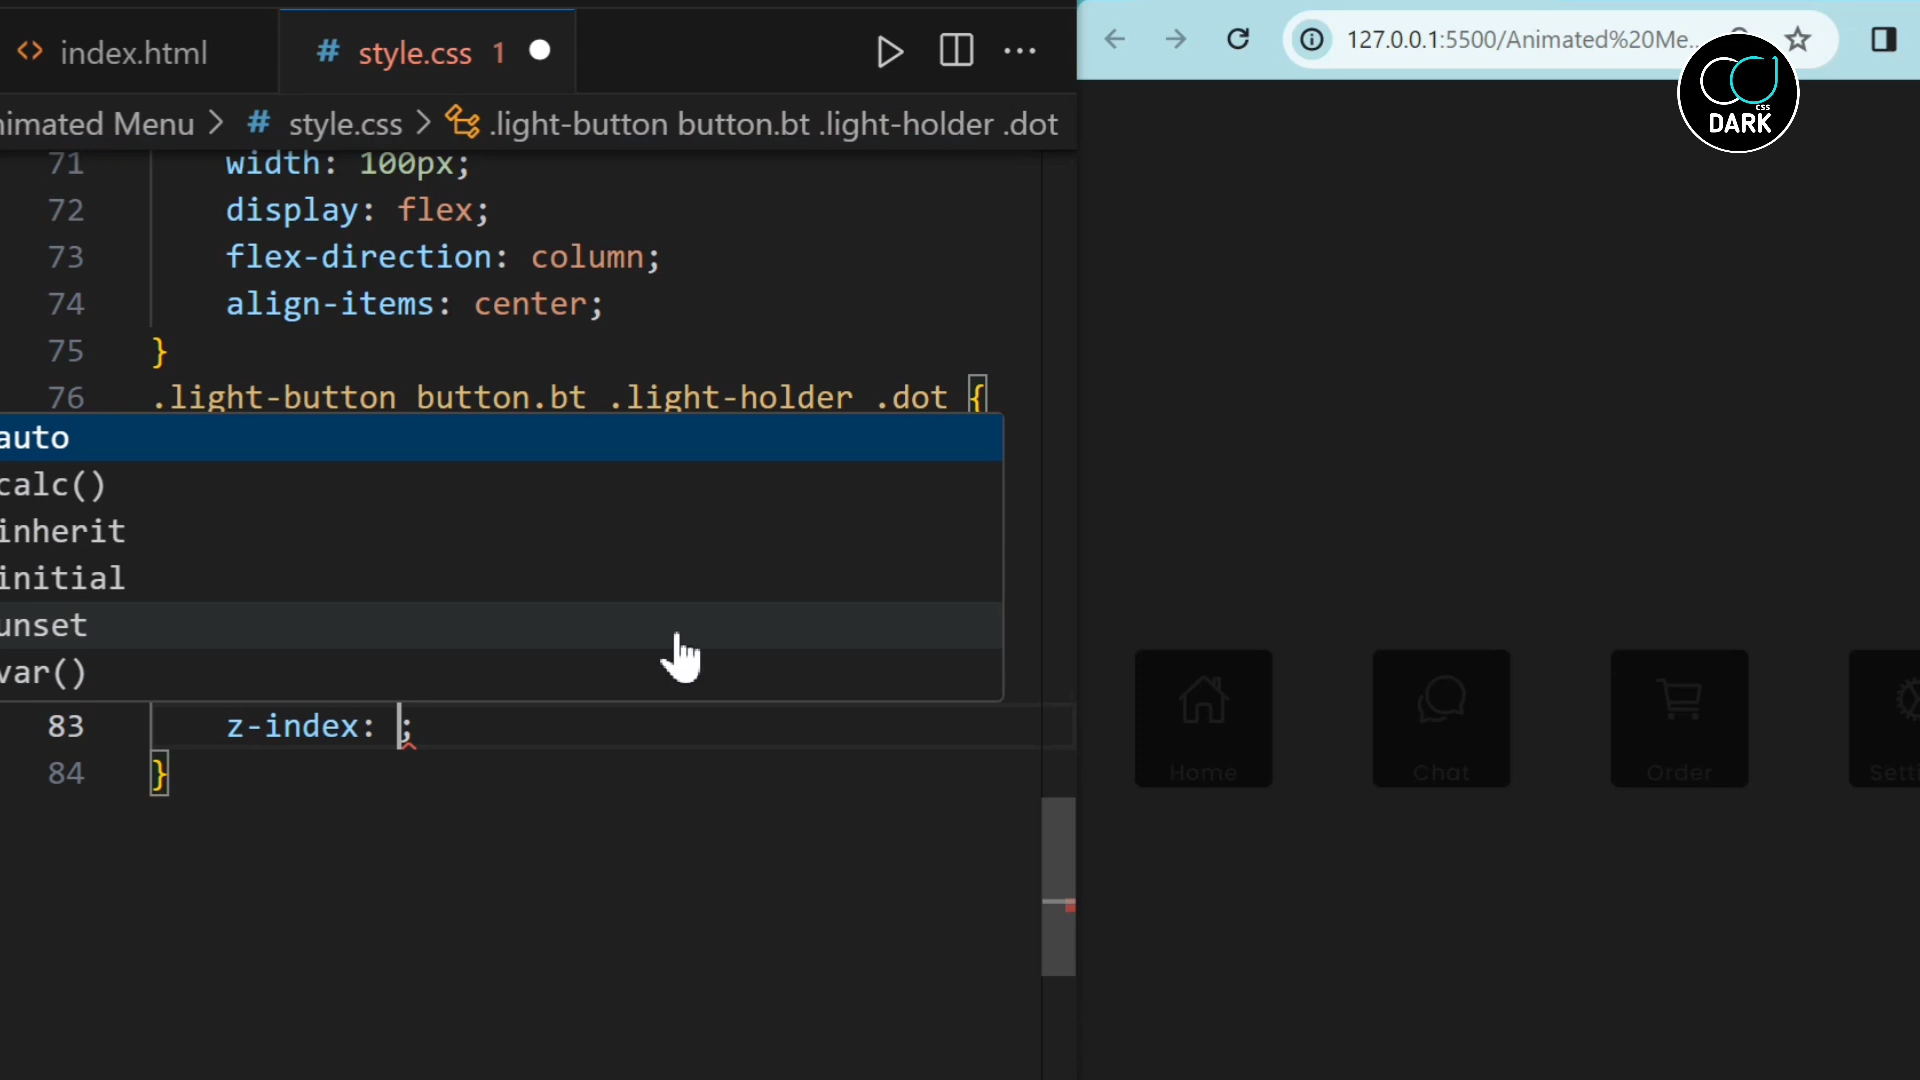 index.html
# style.css 1
127.0.0.1:5500/Animated%20Me...
css
DARK
imated Menu > # style.css > .light-button button.bt .light-holder .dot
71 width: 100px;
72 display: flex;
73 flex-direction: column;
74 align-items: center;
75 }
76 .light-button button.bt .light-holder .dot {
auto
calc()
inherit
initial
unset
var()
83 z-index: ;
84 }
Home
Chat
Order
Setti